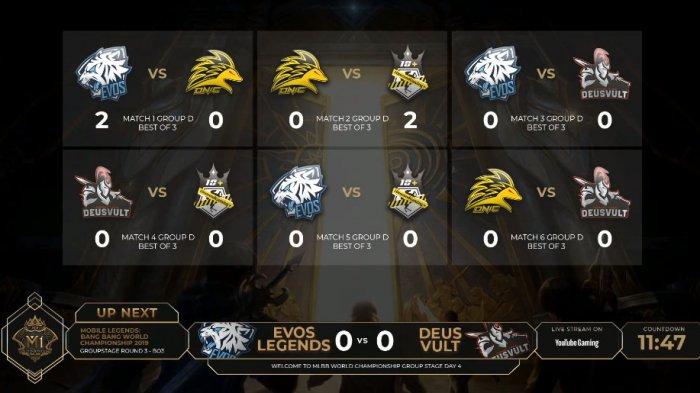 VS
EVOS
ONIC
2
MATCH 1 GROUP D
BEST OF 3
0
VS
ONIC
10+
0
MATCH 2 GROUP D
BEST OF 3
2
VS
EVOS
DEUSVULT
0
MATCH 3 GROUP D
BEST OF 3
0
VS
DEUSVULT
10+
0
MATCH 4 GROUP D
BEST OF 3
0
VS
EVOS
10+
0
MATCH 5 GROUP D
BEST OF 3
0
VS
ONIC
DEUSVULT
0
MATCH 6 GROUP D
BEST OF 3
0
M1
UP NEXT
MOBILE LEGENDS:
BANG BANG WORLD
CHAMPIONSHIP 2019
GROUPSTAGE ROUND 3 - BO3
EVOS
LEGENDS
0 VS 0
DEUS
VULT
DEUSVULT
WELCOME TO MLBB WORLD CHAMPIONSHIP GROUP STAGE DAY 4
LIVE STREAM ON
YouTube Gaming
COUNTDOWN
11:47